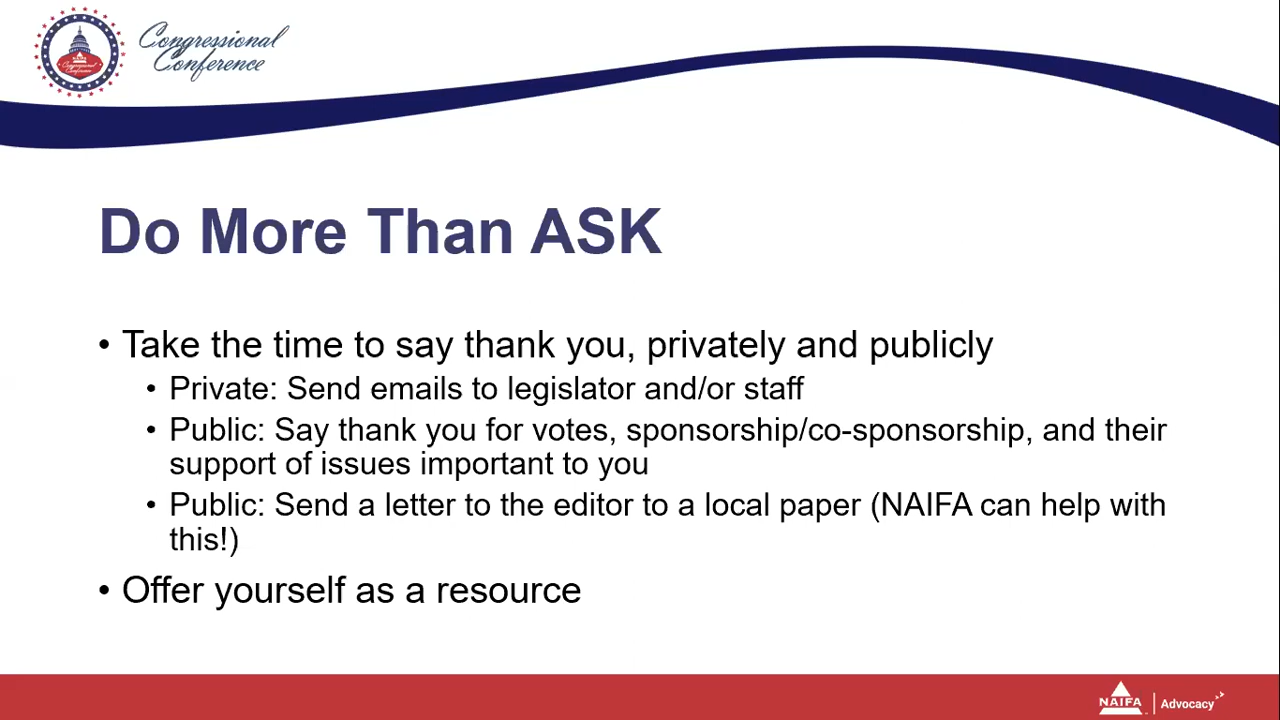 Congressional
Conference
NAIFA
Congressional
Conference
Do More Than ASK
• Take the time to say thank you, privately and publicly
• Private: Send emails to legislator and/or staff
• Public: Say thank you for votes, sponsorship/co-sponsorship, and their
support of issues important to you
• Public: Send a letter to the editor to a local paper (NAIFA can help with
this!)
• Offer yourself as a resource
NAIFA
Advocacy